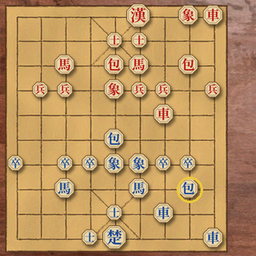 漢 象 車
士 士
馬 包 馬 包
兵 兵 象 兵 兵 兵
車
包
卒 卒 卒 象 象 卒 卒
馬 馬 包
士 車
士 楚 車